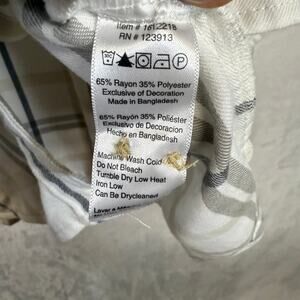 Item # 1612218
RN # 123913
65% Rayon 35% Polyester
Exclusive of Decoration
Made in Bangladesh
65% Rayón 35% Poliéster
Exclusivo de Decoracion
Hecho en Bangladesh
Machine Wash Cold
Do Not Bleach
Tumble Dry Low Heat
Iron Low
Can Be Drycleaned
Lavar a